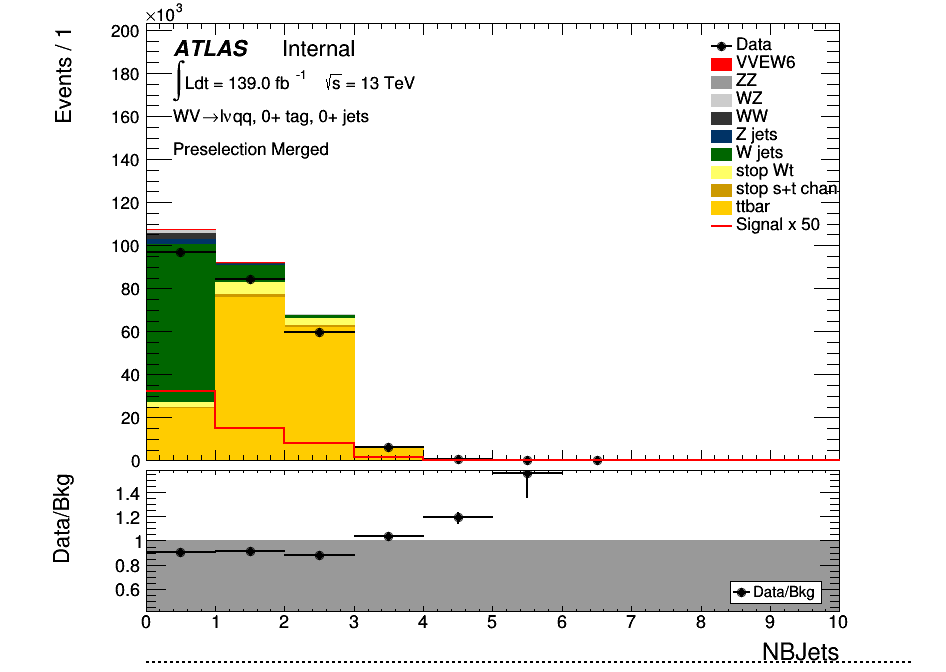 ×10³
Events / 1
200
180
160
140
120
100
80
60
40
20
0
ATLAS Internal
∫Ldt = 139.0 fb⁻¹ √s = 13 TeV
WV→lνqq, 0+ tag, 0+ jets
Preselection Merged
Data
VVEW6
ZZ
WZ
WW
Z jets
W jets
stop Wt
stop s+t chan
ttbar
Signal x 50
Data/Bkg
1.4
1.2
1
0.8
0.6
Data/Bkg
0 1 2 3 4 5 6 7 8 9 10
NBJets